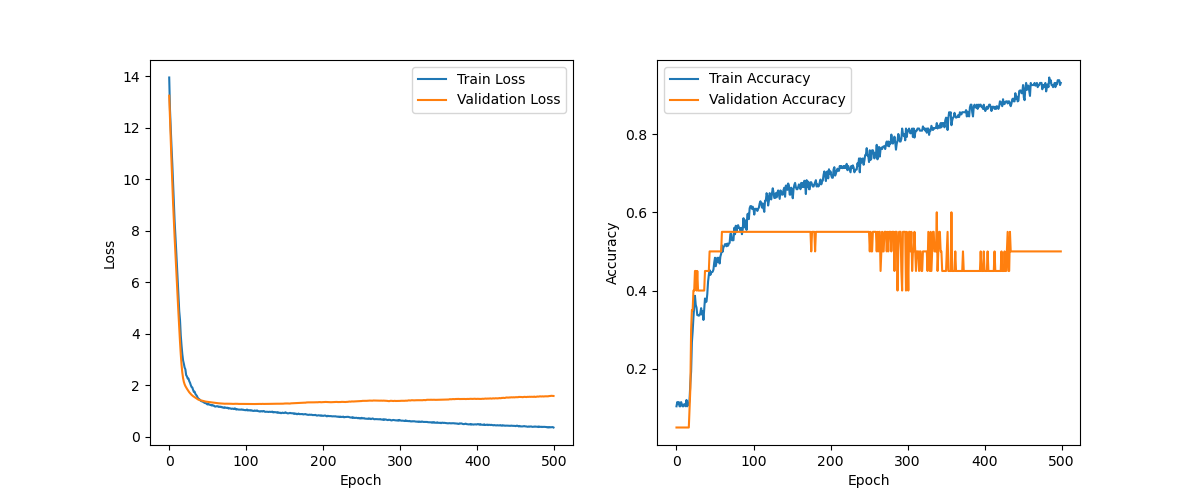 Train Loss
Validation Loss
14
12
10
8
6
4
2
0
Loss
0 100 200 300 400 500
Epoch
Train Accuracy
Validation Accuracy
0.8
0.6
0.4
0.2
Accuracy
0 100 200 300 400 500
Epoch